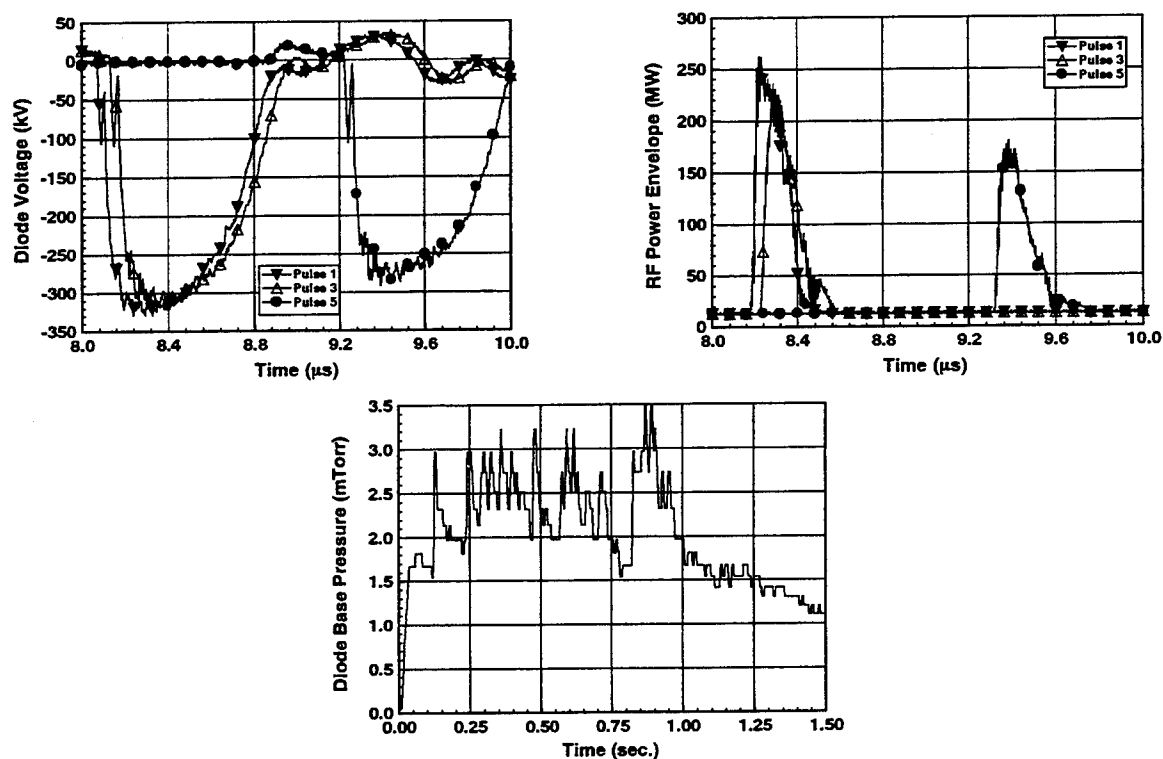 Diode Voltage (kV)
50
0
-50
-100
-150
-200
-250
-300
-350
Pulse 1
Pulse 3
Pulse 5
8.0 8.4 8.8 9.2 9.6 10.0
Time (μs)
RF Power Envelope (MW)
300
250
200
150
100
50
0
Pulse 1
Pulse 3
Pulse 5
8.0 8.4 8.8 9.2 9.6 10.0
Time (μs)
Diode Base Pressure (mTorr)
3.5
3.0
2.5
2.0
1.5
1.0
0.5
0.0
0.00 0.25 0.50 0.75 1.00 1.25 1.50
Time (sec.)